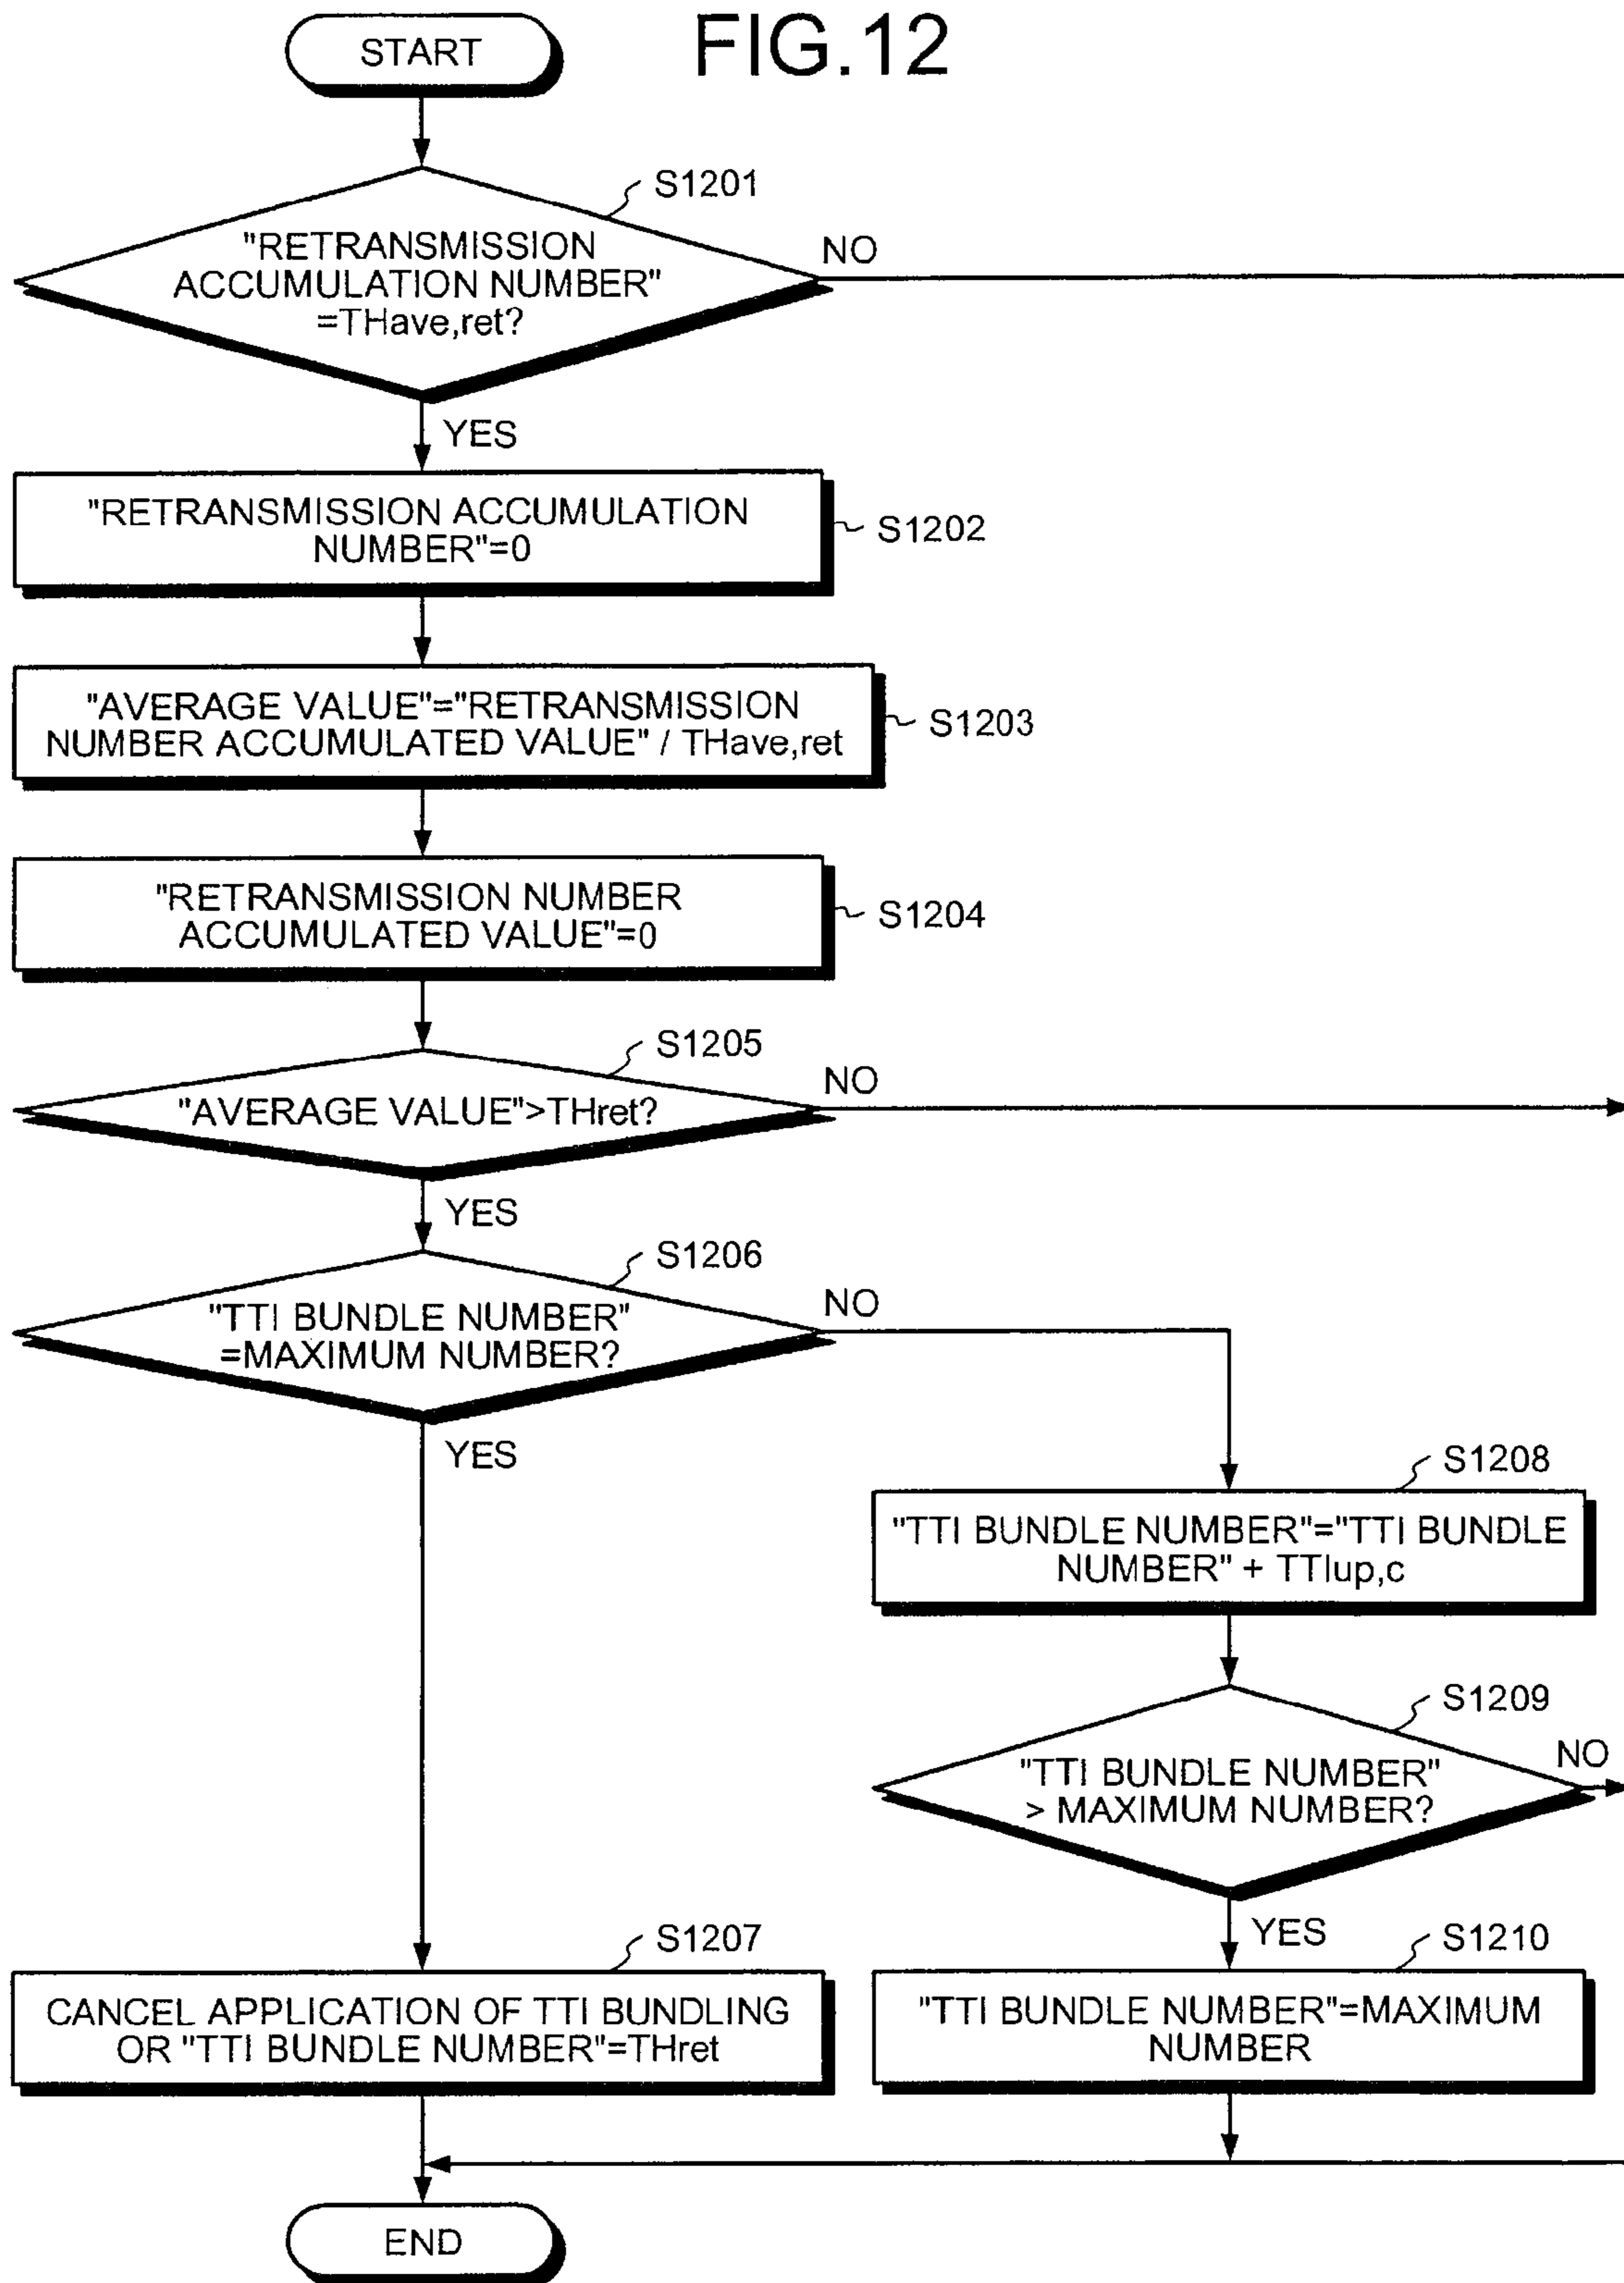 FIG.12
START
S1201
"RETRANSMISSION
ACCUMULATION NUMBER"
=THave,ret?
NO
YES
"RETRANSMISSION ACCUMULATION
NUMBER"=0
S1202
"AVERAGE VALUE"="RETRANSMISSION
NUMBER ACCUMULATED VALUE" / THave,ret
S1203
"RETRANSMISSION NUMBER
ACCUMULATED VALUE"=0
S1204
S1205
"AVERAGE VALUE">THret?
NO
YES
S1206
"TTI BUNDLE NUMBER"
=MAXIMUM NUMBER?
NO
YES
S1208
"TTI BUNDLE NUMBER"="TTI BUNDLE
NUMBER" + TTIup,c
S1209
"TTI BUNDLE NUMBER"
> MAXIMUM NUMBER?
NO
YES
S1207
CANCEL APPLICATION OF TTI BUNDLING
OR "TTI BUNDLE NUMBER"=THret
S1210
"TTI BUNDLE NUMBER"=MAXIMUM
NUMBER
END